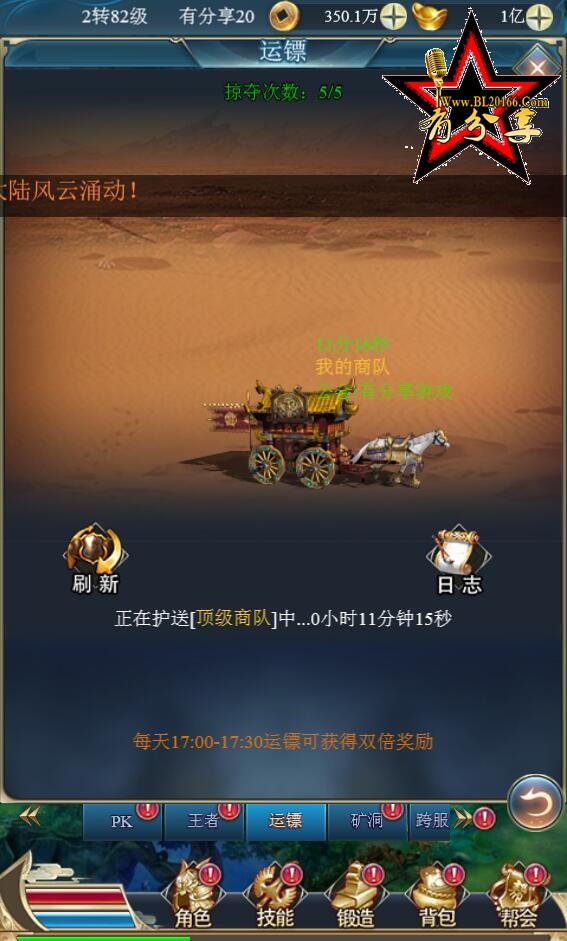 2转82级 有分享20 350.1万 1亿
运镖
掠夺次数：5/5
Www.BL20166.Com
有分享
大陆风云涌动！
11分16秒
我的商队
有分享游戏
刷新 日志
正在护送[顶级商队]中...0小时11分钟15秒
每天17:00-17:30运镖可获得双倍奖励
PK 王者 运镖 矿洞 跨服
角色 技能 锻造 背包 帮会